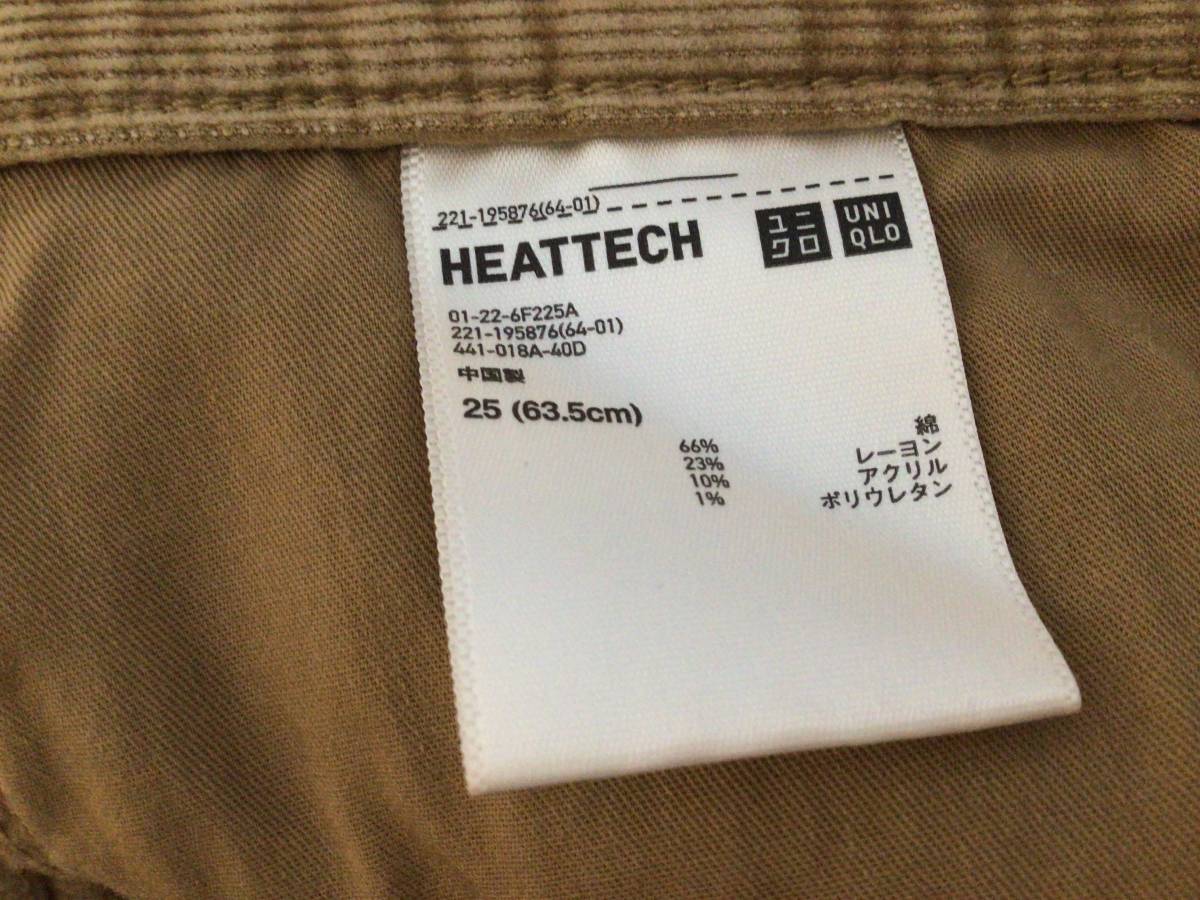 221-195876(64-01)
HEATTECH
ユニ
クロ
UNI
QLO
01-22-6F225A
221-195876(64-01)
441-018A-40D
中国製
25 (63.5cm)
66% 綿
23% レーヨン
10% アクリル
1% ポリウレタン